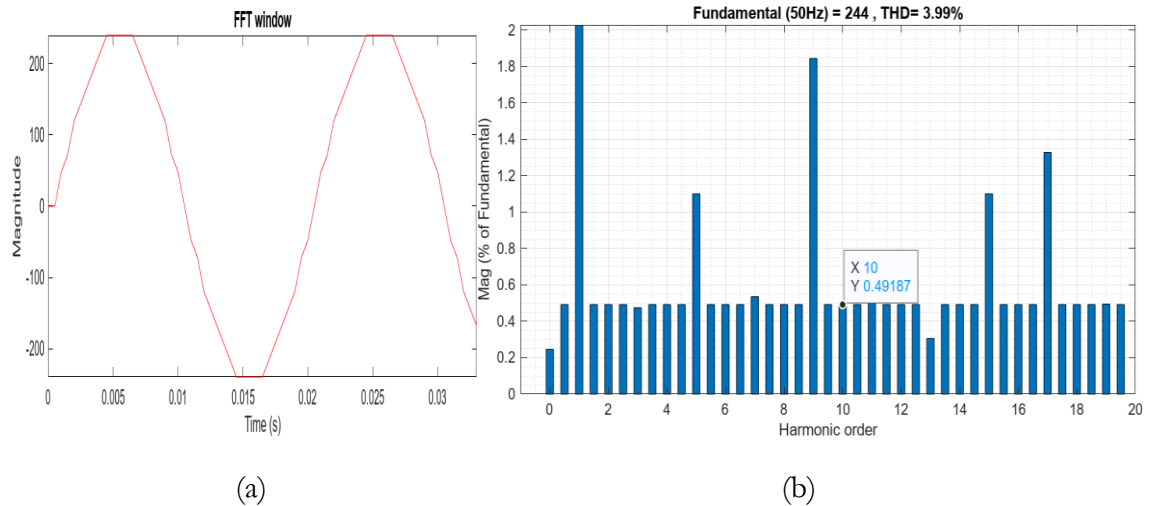 FFT window
200
100
0
-100
-200
Magnitude
0 0.005 0.01 0.015 0.02 0.025 0.03
Time (s)
(a)
Fundamental (50Hz) = 244 , THD= 3.99%
2
1.8
1.6
1.4
1.2
1
0.8
0.6
0.4
0.2
0
Mag (% of Fundamental)
X 10
Y 0.49187
0 2 4 6 8 10 12 14 16 18 20
Harmonic order
(b)